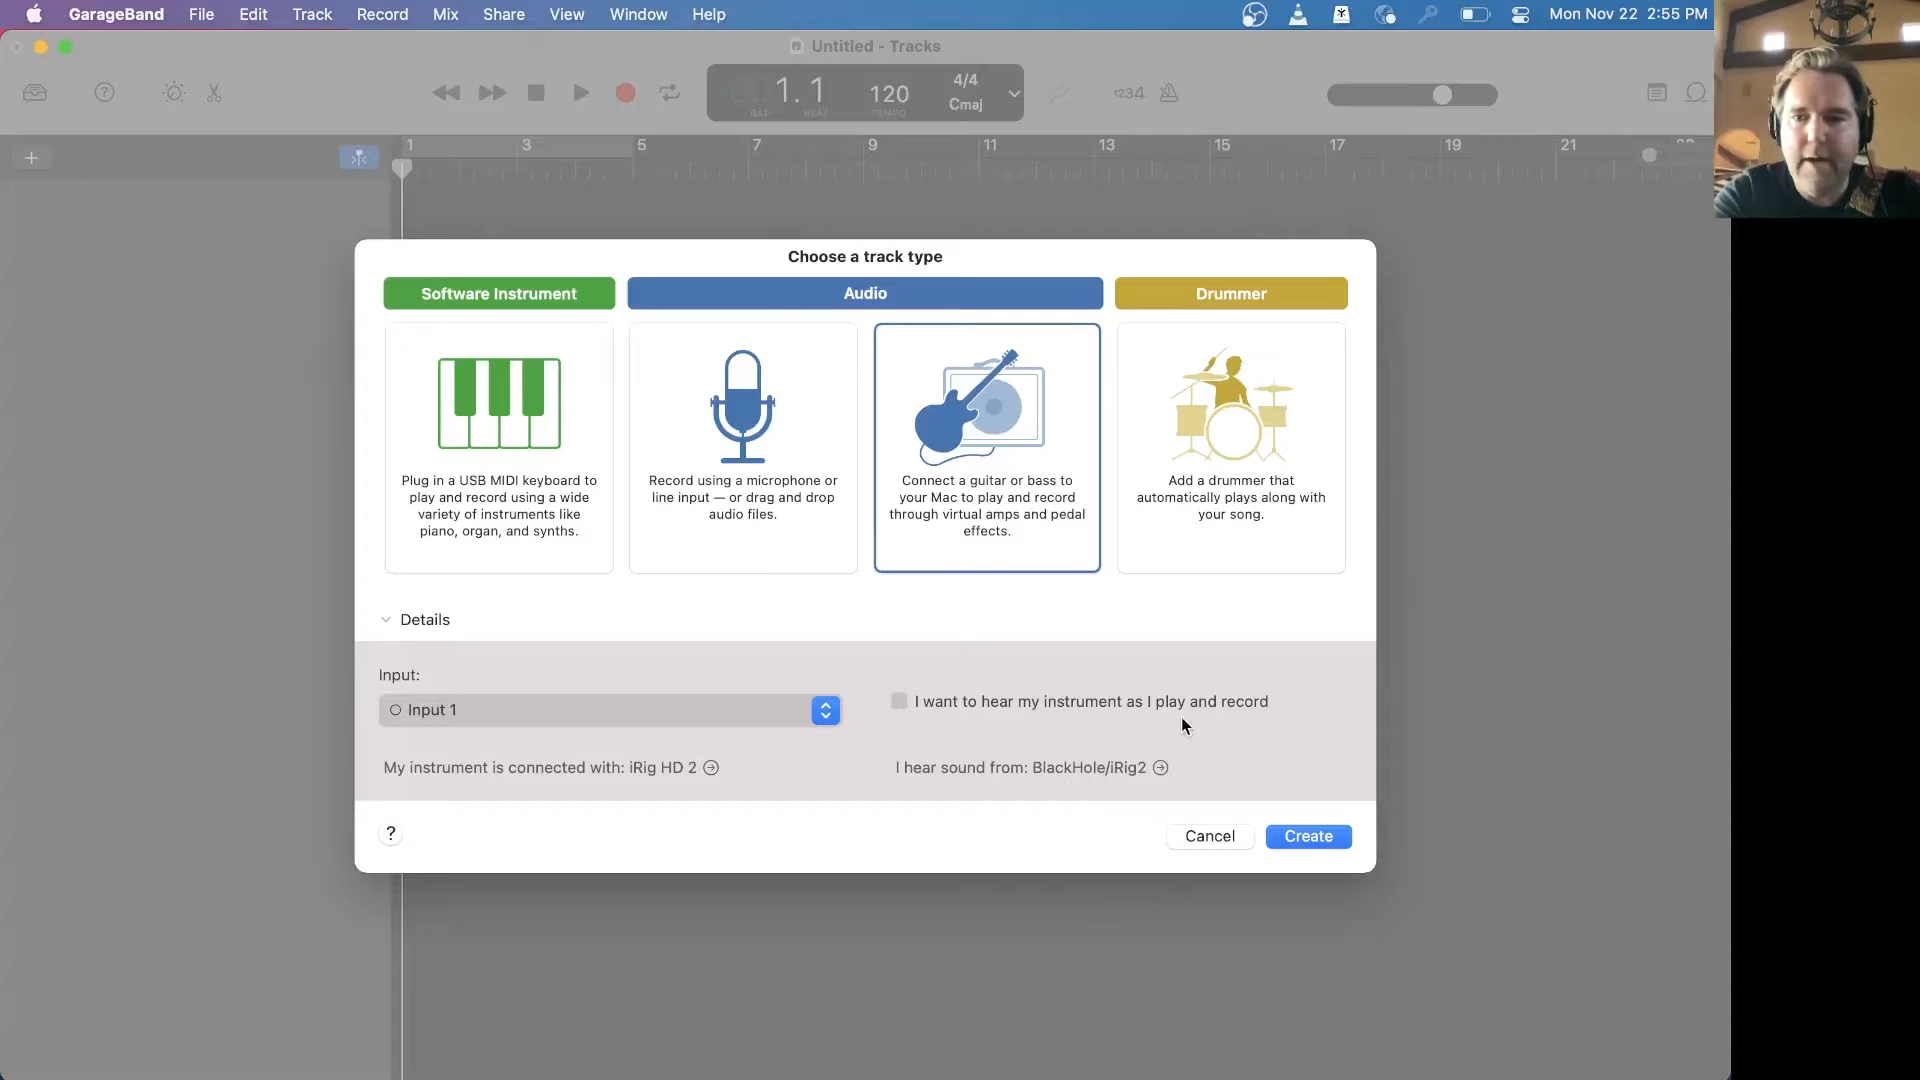 GarageBand File Edit Track Record Mix Share View Window Help
Mon Nov 22 2:55 PM
Untitled - Tracks
1.1 120 4/4
Cmaj
BAR BEAT TEMPO
1234
1 3 5 7 9 11 13 15 17 19 21
Choose a track type
Software Instrument
Audio
Drummer
Plug in a USB MIDI keyboard to
play and record using a wide
variety of instruments like
piano, organ, and synths.
Record using a microphone or
line input — or drag and drop
audio files.
Connect a guitar or bass to
your Mac to play and record
through virtual amps and pedal
effects.
Add a drummer that
automatically plays along with
your song.
Details
Input:
Input 1
I want to hear my instrument as I play and record
My instrument is connected with: iRig HD 2
I hear sound from: BlackHole/iRig2
?
Cancel
Create